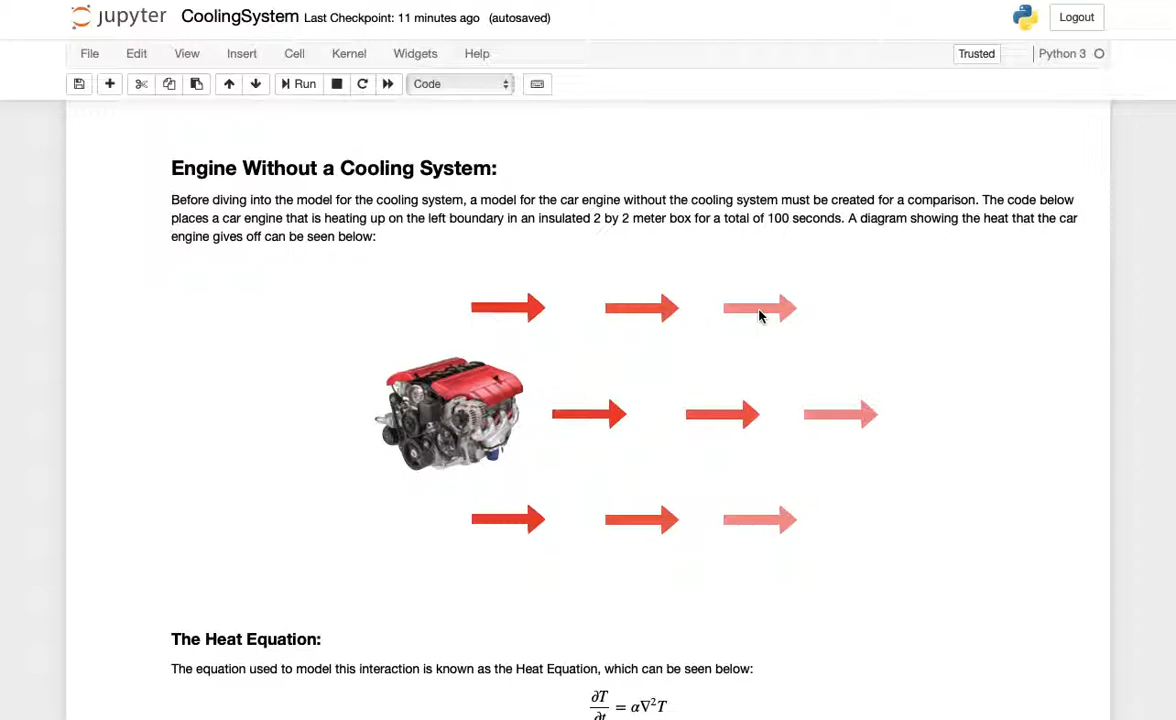 jupyter CoolingSystem Last Checkpoint: 11 minutes ago (autosaved) Logout
File Edit View Insert Cell Kernel Widgets Help Trusted Python 3
Run Code
Engine Without a Cooling System:
Before diving into the model for the cooling system, a model for the car engine without the cooling system must be created for a comparison. The code below
places a car engine that is heating up on the left boundary in an insulated 2 by 2 meter box for a total of 100 seconds. A diagram showing the heat that the car
engine gives off can be seen below:
The Heat Equation:
The equation used to model this interaction is known as the Heat Equation, which can be seen below:
∂T/∂t = α∇²T